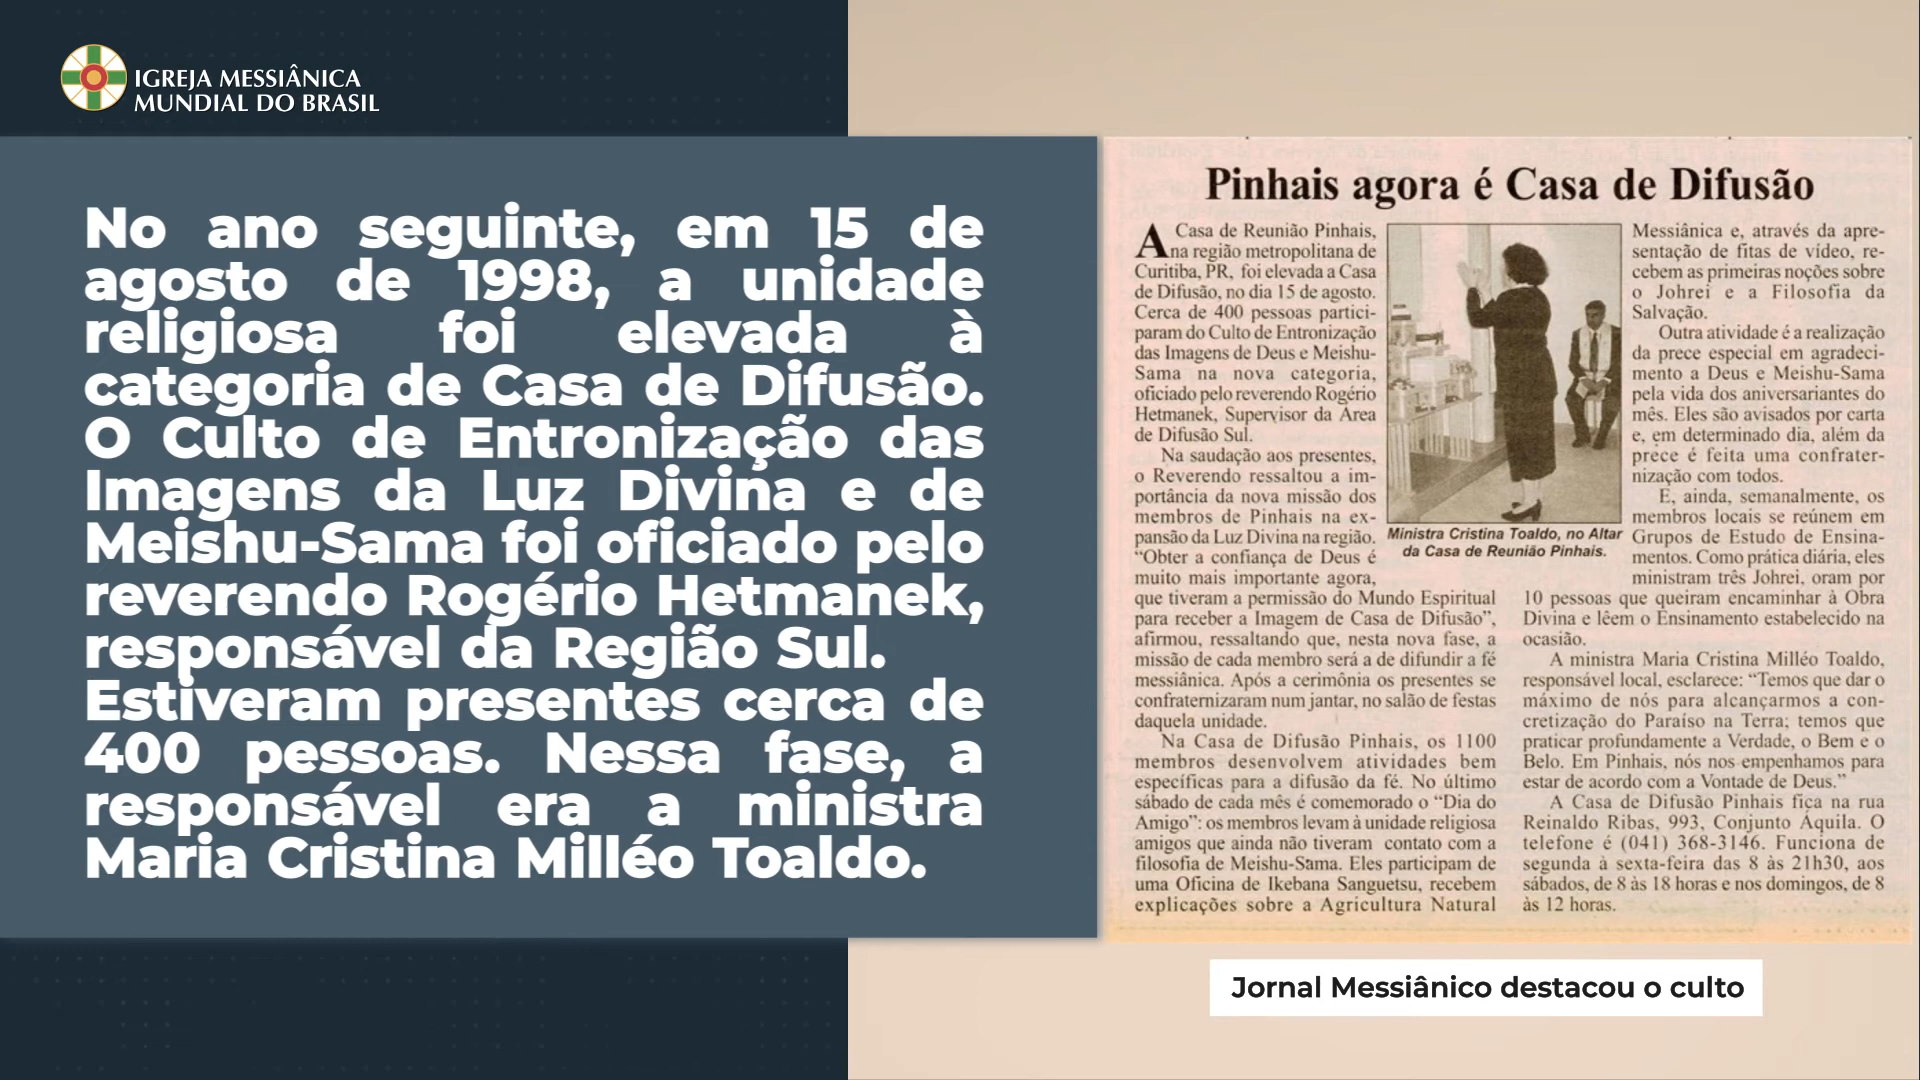 IGREJA MESSIÂNICA
MUNDIAL DO BRASIL
No ano seguinte, em 15 de
agosto de 1998, a unidade
religiosa foi elevada à
categoria de Casa de Difusão.
O Culto de Entronização das
Imagens da Luz Divina e de
Meishu-Sama foi oficiado pelo
reverendo Rogério Hetmanek,
responsável da Região Sul.
Estiveram presentes cerca de
400 pessoas. Nessa fase, a
responsável era a ministra
Maria Cristina Milléo Toaldo.
Pinhais agora é Casa de Difusão
A Casa de Reunião Pinhais,
na região metropolitana de
Curitiba, PR, foi elevada a Casa
de Difusão, no dia 15 de agosto.
Cerca de 400 pessoas partici-
param do Culto de Entronização
das Imagens de Deus e Meishu-
Sama na nova categoria,
oficiado pelo reverendo Rogério
Hetmanek, Supervisor da Área
de Difusão Sul.
Na saudação aos presentes,
o Reverendo ressaltou a im-
portância da nova missão dos
membros de Pinhais na ex-
pansão da Luz Divina na região.
“Obter a confiança de Deus é
muito mais importante agora,
que tiveram a permissão do Mundo Espiritual
para receber a Imagem de Casa de Difusão”,
afirmou, ressaltando que, nesta nova fase, a
missão de cada membro será a de difundir a fé
messiânica. Após a cerimônia os presentes se
confraternizaram num jantar, no salão de festas
daquela unidade.
Na Casa de Difusão Pinhais, os 1100
membros desenvolvem atividades bem
específicas para a difusão da fé. No último
sábado de cada mês é comemorado o “Dia do
Amigo”: os membros levam à unidade religiosa
amigos que ainda não tiveram contato com a
filosofia de Meishu-Sama. Eles participam de
uma Oficina de Ikebana Sanguetsu, recebem
explicações sobre a Agricultura Natural
Ministra Cristina Toaldo, no Altar
da Casa de Reunião Pinhais.
Messiânica e, através da apre-
sentação de fitas de vídeo, re-
cebem as primeiras noções sobre
o Johrei e a Filosofia da
Salvação.
Outra atividade é a realização
da prece especial em agradeci-
mento a Deus e Meishu-Sama
pela vida dos aniversariantes do
mês. Eles são avisados por carta
e, em determinado dia, além da
prece é feita uma confrater-
nização com todos.
E, ainda, semanalmente, os
membros locais se reúnem em
Grupos de Estudo de Ensina-
mentos. Como prática diária, eles
ministram três Johrei, oram por
10 pessoas que queiram encaminhar à Obra
Divina e lêem o Ensinamento estabelecido na
ocasião.
A ministra Maria Cristina Milléo Toaldo,
responsável local, esclarece: “Temos que dar o
máximo de nós para alcançarmos a con-
cretização do Paraíso na Terra; temos que
praticar profundamente a Verdade, o Bem e o
Belo. Em Pinhais, nós nos empenhamos para
estar de acordo com a Vontade de Deus.”
A Casa de Difusão Pinhais fica na rua
Reinaldo Ribas, 993, Conjunto Áquila. O
telefone é (041) 368-3146. Funciona de
segunda à sexta-feira das 8 às 21h30, aos
sábados, de 8 às 18 horas e nos domingos, de 8
às 12 horas.
Jornal Messiânico destacou o culto